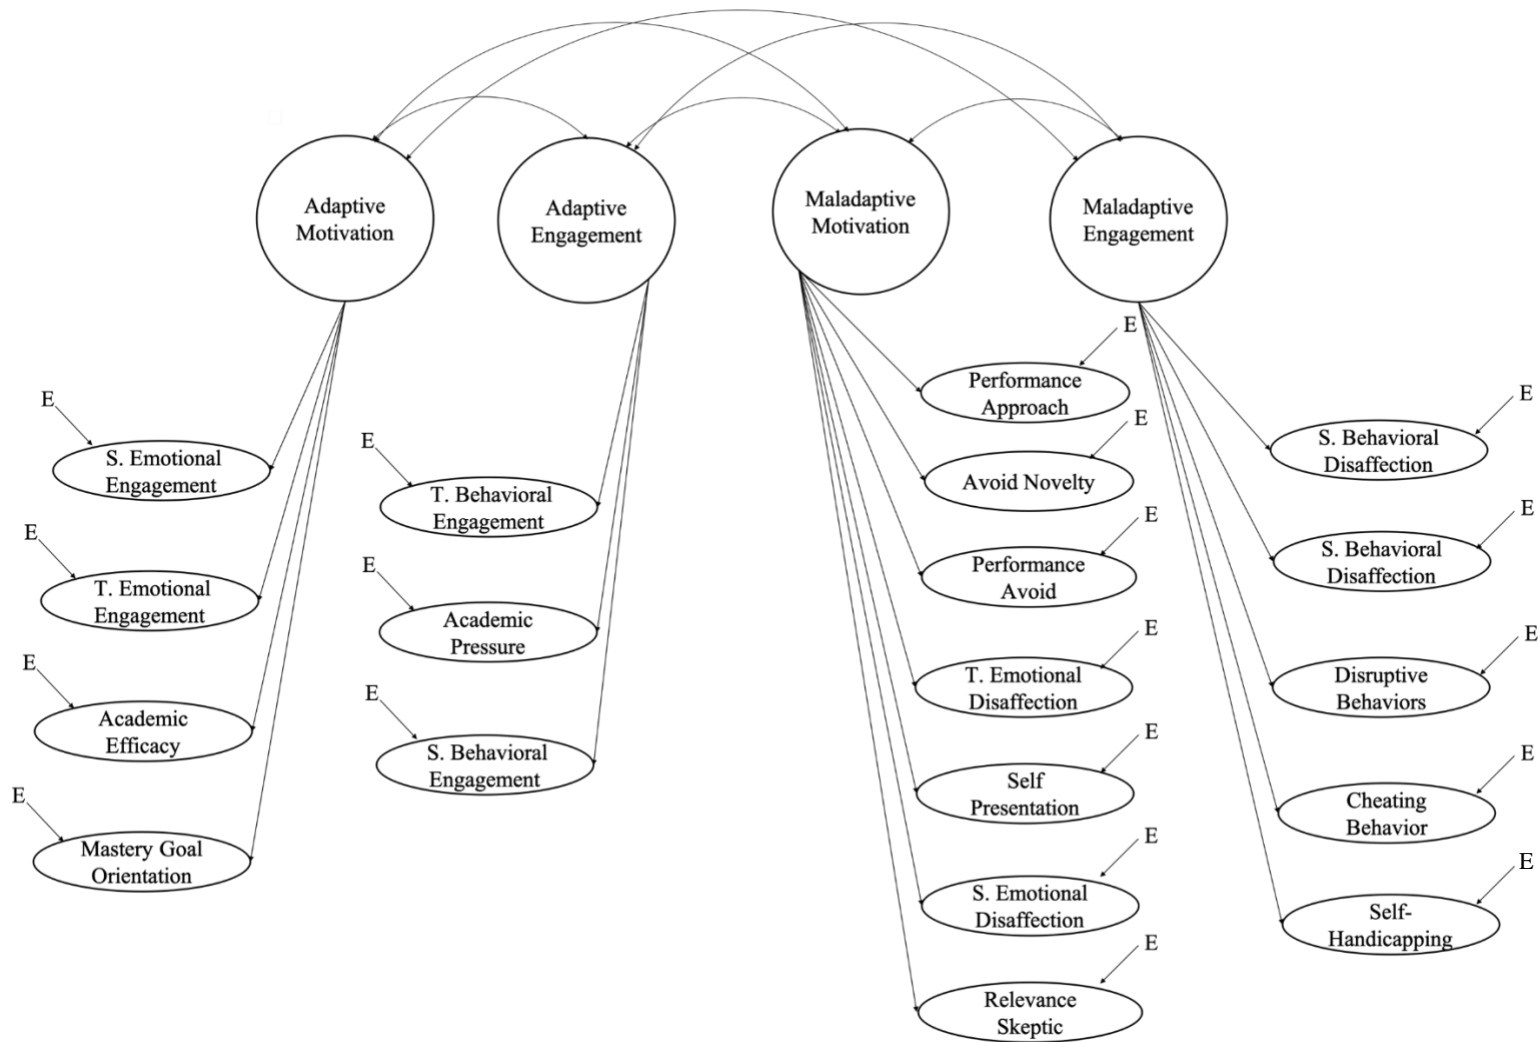 Adaptive
Motivation
Adaptive
Engagement
Maladaptive
Motivation
Maladaptive
Engagement
E
S. Emotional
Engagement
E
T. Emotional
Engagement
E
Academic
Efficacy
E
Mastery Goal
Orientation
E
T. Behavioral
Engagement
E
Academic
Pressure
E
S. Behavioral
Engagement
E
Performance
Approach
E
Avoid Novelty
E
Performance
Avoid
E
T. Emotional
Disaffection
E
Self
Presentation
E
S. Emotional
Disaffection
E
Relevance
Skeptic
E
S. Behavioral
Disaffection
E
S. Behavioral
Disaffection
E
Disruptive
Behaviors
E
Cheating
Behavior
E
Self-
Handicapping